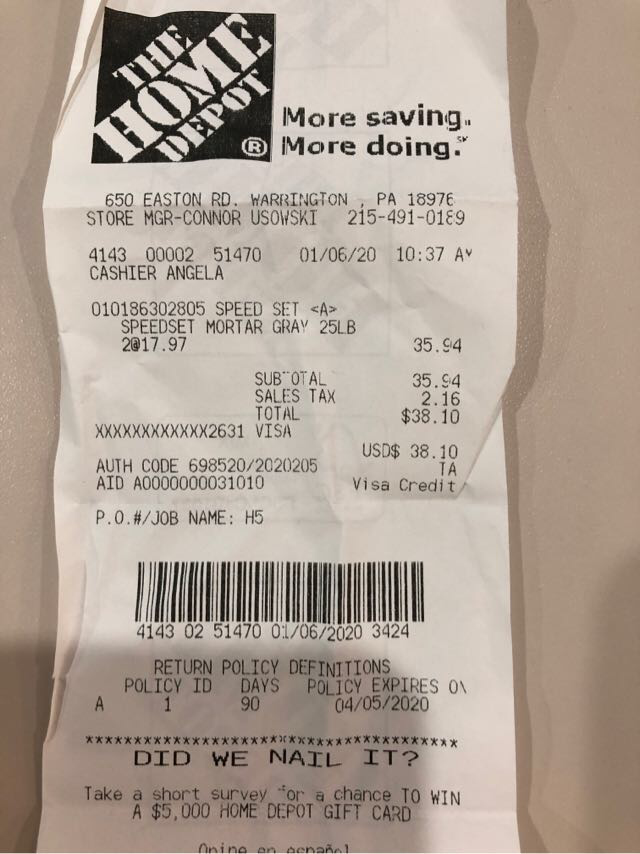 THE
HOME
DEPOT
®
More saving.
More doing.℠
650 EASTON RD. WARRINGTON , PA 18976
STORE MGR-CONNOR USOWSKI 215-491-0189
4143 00002 51470 01/06/20 10:37 AM
CASHIER ANGELA
010186302805 SPEED SET <A>
SPEEDSET MORTAR GRAY 25LB
2@17.97 35.94
SUBTOTAL 35.94
SALES TAX 2.16
TOTAL $38.10
XXXXXXXXXXXX2631 VISA
USD$ 38.10
AUTH CODE 698520/2020205 TA
AID A0000000031010 Visa Credit
P.O.#/JOB NAME: H5
4143 02 51470 01/06/2020 3424
RETURN POLICY DEFINITIONS
POLICY ID DAYS POLICY EXPIRES ON
A 1 90 04/05/2020
****************************************
DID WE NAIL IT?
Take a short survey for a chance TO WIN
A $5,000 HOME DEPOT GIFT CARD
Opine en español